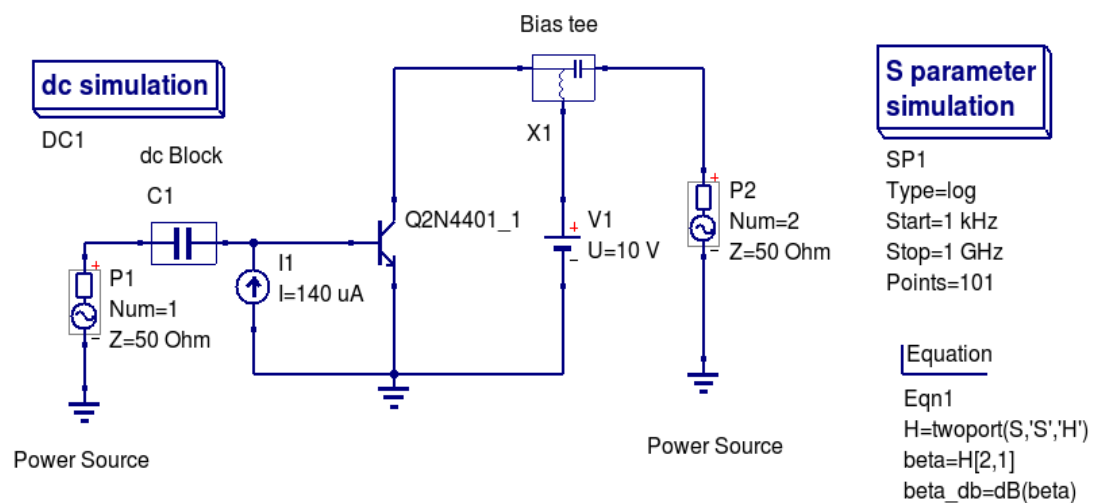 Bias tee
dc simulation
DC1
dc Block
C1
X1
S parameter
simulation
SP1
Type=log
Start=1 kHz
Stop=1 GHz
Points=101
P1
Num=1
Z=50 Ohm
I1
I=140 uA
Q2N4401_1
V1
U=10 V
P2
Num=2
Z=50 Ohm
Equation
Eqn1
H=twoport(S,'S','H')
beta=H[2,1]
beta_db=dB(beta)
Power Source
Power Source